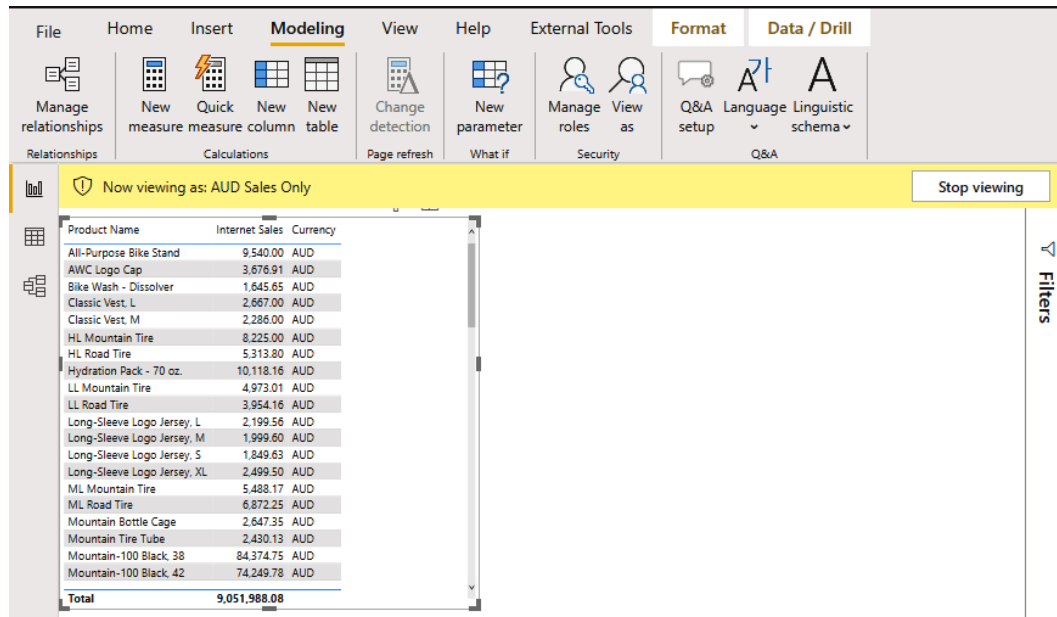 File Home Insert Modeling View Help External Tools Format Data / Drill
Manage relationships
New measure
Quick measure
New column
New table
Change detection
New parameter
Manage roles
View as
Q&A setup
Language
Linguistic schema
Relationships Calculations Page refresh What if Security Q&A
Now viewing as: AUD Sales Only Stop viewing
Filters
Product Name Internet Sales Currency
All-Purpose Bike Stand 9,540.00 AUD
AWC Logo Cap 3,676.91 AUD
Bike Wash - Dissolver 1,645.65 AUD
Classic Vest, L 2,667.00 AUD
Classic Vest, M 2,286.00 AUD
HL Mountain Tire 8,225.00 AUD
HL Road Tire 5,313.80 AUD
Hydration Pack - 70 oz. 10,118.16 AUD
LL Mountain Tire 4,973.01 AUD
LL Road Tire 3,954.16 AUD
Long-Sleeve Logo Jersey, L 2,199.56 AUD
Long-Sleeve Logo Jersey, M 1,999.60 AUD
Long-Sleeve Logo Jersey, S 1,849.63 AUD
Long-Sleeve Logo Jersey, XL 2,499.50 AUD
ML Mountain Tire 5,488.17 AUD
ML Road Tire 6,872.25 AUD
Mountain Bottle Cage 2,647.35 AUD
Mountain Tire Tube 2,430.13 AUD
Mountain-100 Black, 38 84,374.75 AUD
Mountain-100 Black, 42 74,249.78 AUD
Total 9,051,988.08